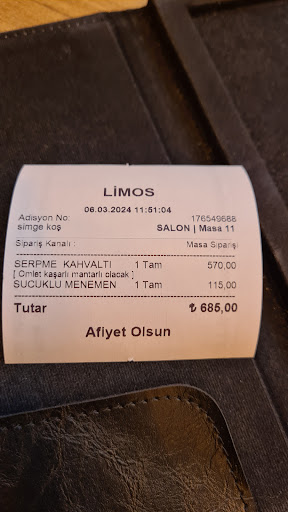 LİMOS
06.03.2024 11:51:04
Adisyon No: 176549688
simge koş SALON | Masa 11
Sipariş Kanalı : Masa Siparişi
SERPME KAHVALTI 1 Tam 570,00
[ Omlet kaşarlı mantarlı olacak ]
SUCUKLU MENEMEN 1 Tam 115,00
Tutar ₺ 685,00
Afiyet Olsun